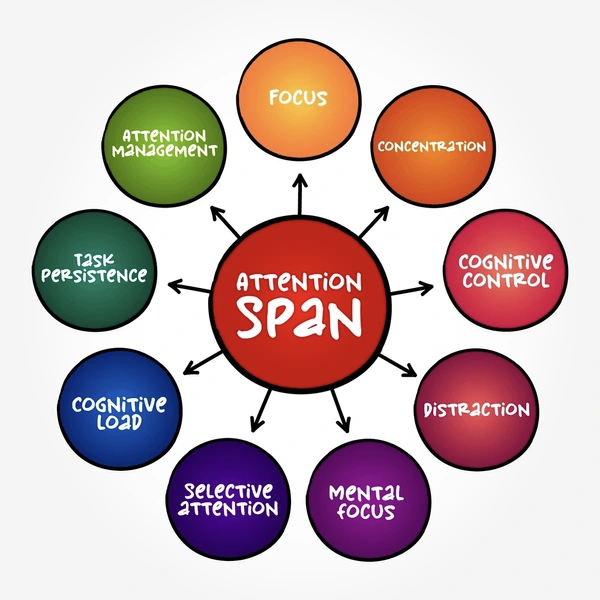 ATTENTION
SPAN
FOCUS
CONCENTRATION
COGNITIVE
CONTROL
DISTRACTION
MENTAL
FOCUS
SELECTIVE
ATTENTION
COGNITIVE
LOAD
TASK
PERSISTENCE
ATTENTION
MANAGEMENT